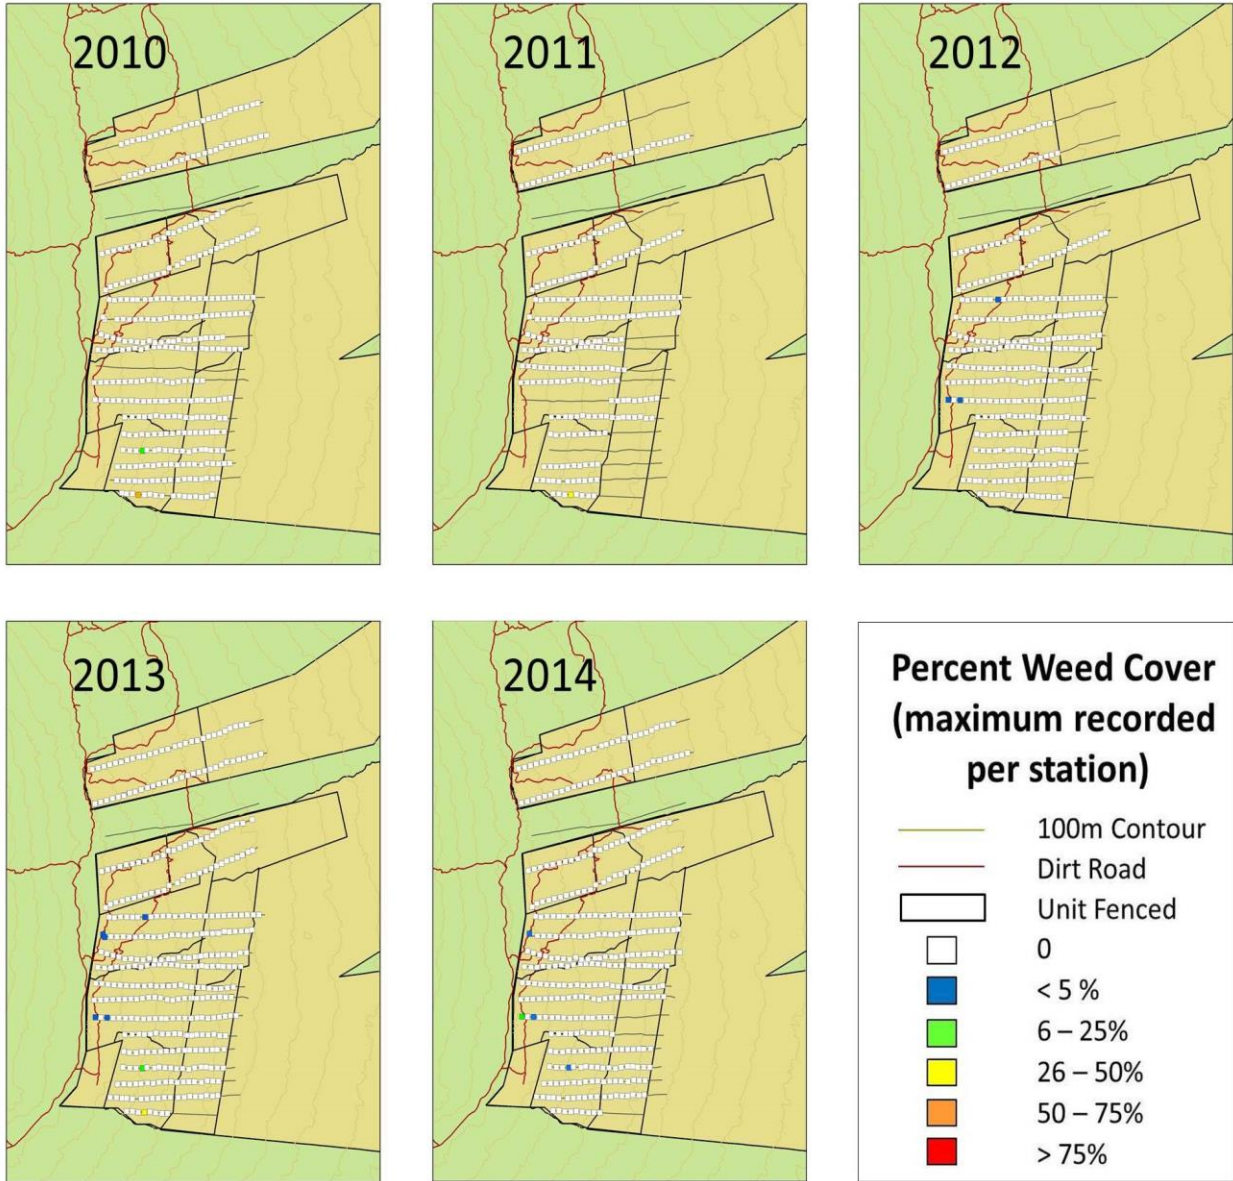 2010
2011
2012
2013
2014
Percent Weed Cover
(maximum recorded
per station)
100m Contour
Dirt Road
Unit Fenced
0
< 5 %
6 – 25%
26 – 50%
50 – 75%
> 75%